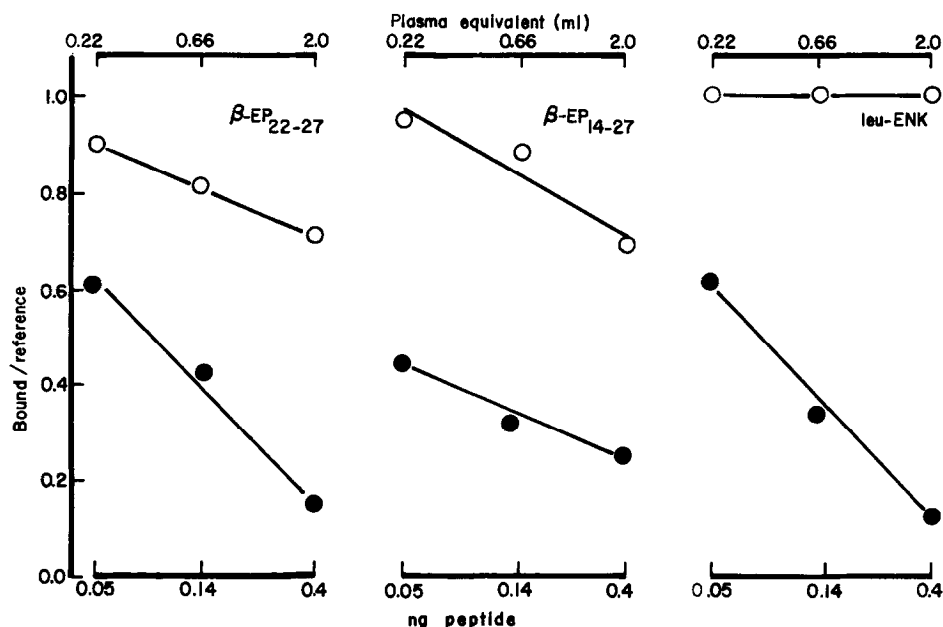 Plasma equivalent (ml)
0.22 0.66 2.0 0.22 0.66 2.0 0.22 0.66 2.0
β-EP22-27
β-EP14-27
leu-ENK
Bound/reference
1.0
0.8
0.6
0.4
0.2
0.0
0.05 0.14 0.4 0.05 0.14 0.4 0.05 0.14 0.4
ng peptide